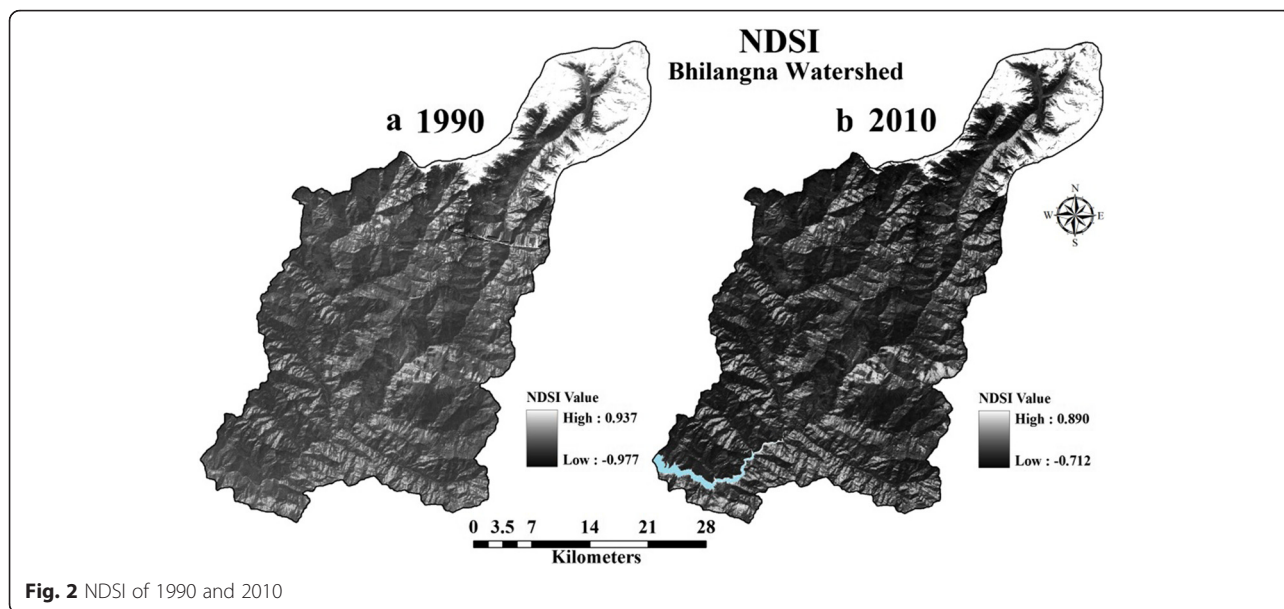 NDSI
Bhilangna Watershed
a 1990
b 2010
N
W E
S
NDSI Value
High : 0.937
Low : -0.977
NDSI Value
High : 0.890
Low : -0.712
0 3.5 7 14 21 28
Kilometers
Fig. 2 NDSI of 1990 and 2010